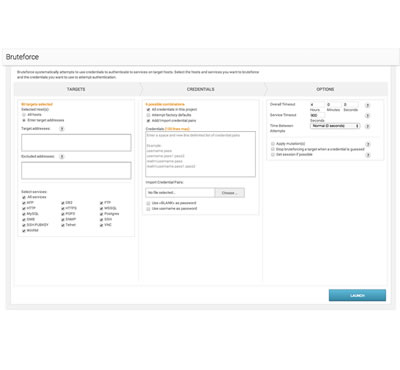 Bruteforce
Bruteforce systematically attempts to use credentials to authenticate to services on target hosts. Select the hosts and services you want to bruteforce
and the credentials you want to use to attempt authentication.
TARGETS
CREDENTIALS
OPTIONS
targets selected
Selected host(s):
All hosts
Enter target addresses
Target addresses:
Excluded addresses:
Select services:
All services
AFP
DB2
FTP
HTTP
HTTPS
MSSQL
MySQL
POP3
Postgres
SMB
SNMP
SSH
SSH PUBKEY
Telnet
VNC
WinRM
possible combinations
All credentials in this project
Attempt factory defaults
Add/Import credential pairs
Credentials
Enter a space and new line delimited list of credential pairs
Example:
username pass
username pass1 pass2
Import Credential Pairs:
No file selected...
Choose...
Use <BLANK> as password
Use username as password
Overall Timeout:
4
0
0
Hours
Minutes
Seconds
Service Timeout:
900
Seconds
Time Between
Attempts:
Normal (0 seconds)
Apply mutation(s)
Stop bruteforcing a target when a credential is guessed
Get session if possible
LAUNCH